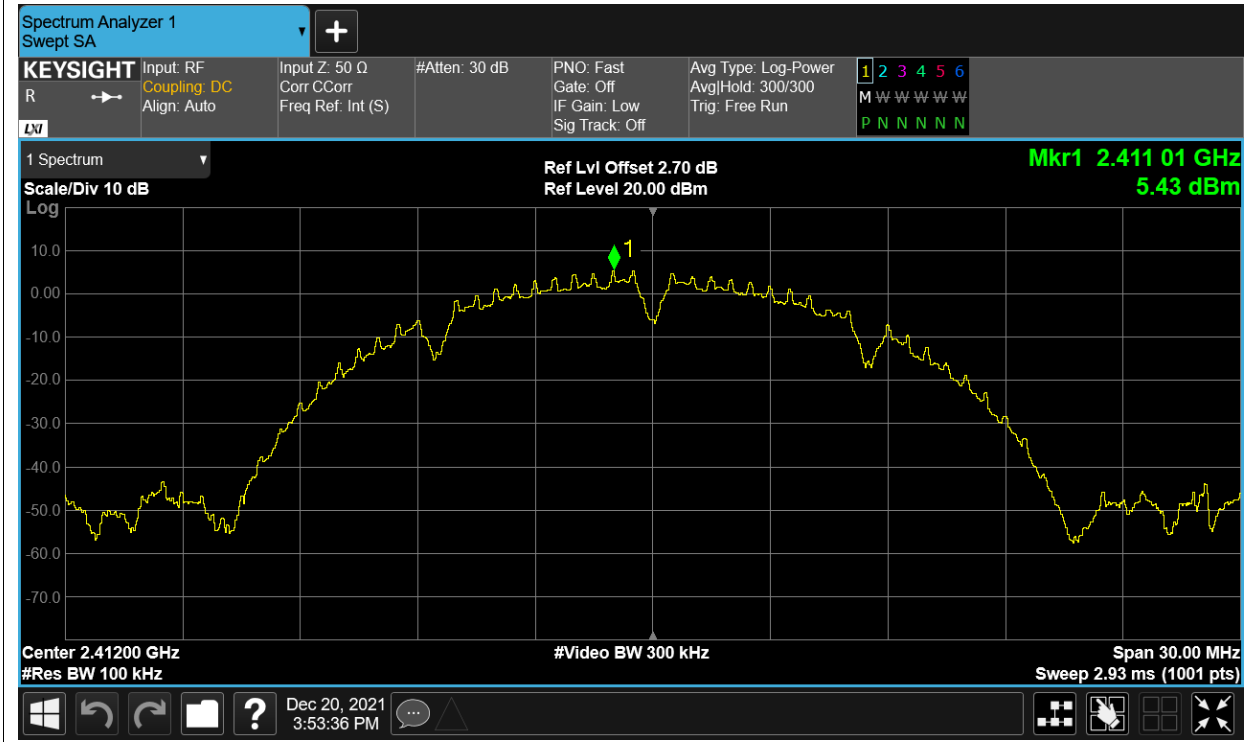 Spectrum Analyzer 1
Swept SA
KEYSIGHT
R
LXI
Input: RF
Coupling: DC
Align: Auto
Input Z: 50 Ω
Corr CCorr
Freq Ref: Int (S)
#Atten: 30 dB
PNO: Fast
Gate: Off
IF Gain: Low
Sig Track: Off
Avg Type: Log-Power
Avg|Hold: 300/300
Trig: Free Run
1 2 3 4 5 6
M W W W W W
P N N N N N
1 Spectrum
Scale/Div 10 dB
Log
Ref Lvl Offset 2.70 dB
Ref Level 20.00 dBm
Mkr1 2.411 01 GHz
5.43 dBm
1
10.0
0.00
-10.0
-20.0
-30.0
-40.0
-50.0
-60.0
-70.0
Center 2.41200 GHz
#Res BW 100 kHz
#Video BW 300 kHz
Span 30.00 MHz
Sweep 2.93 ms (1001 pts)
?
Dec 20, 2021
3:53:36 PM